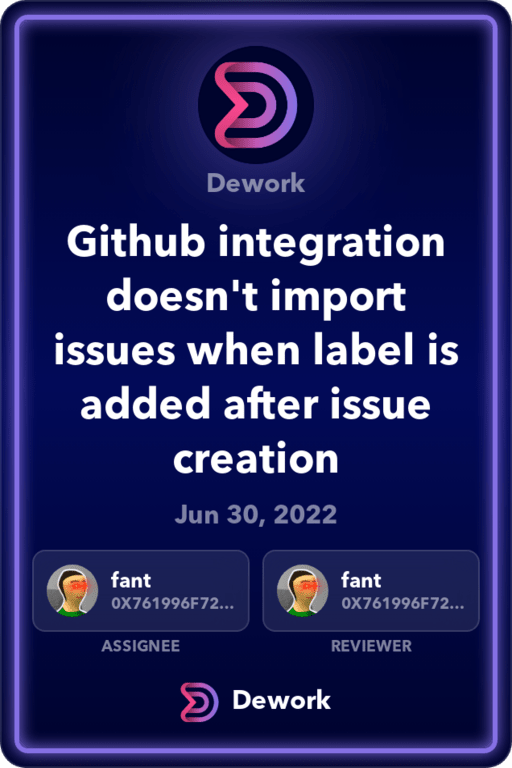 Dework
Github integration
doesn't import
issues when label is
added after issue
creation
Jun 30, 2022
fant
0X761996F72...
ASSIGNEE
fant
0X761996F72...
REVIEWER
Dework